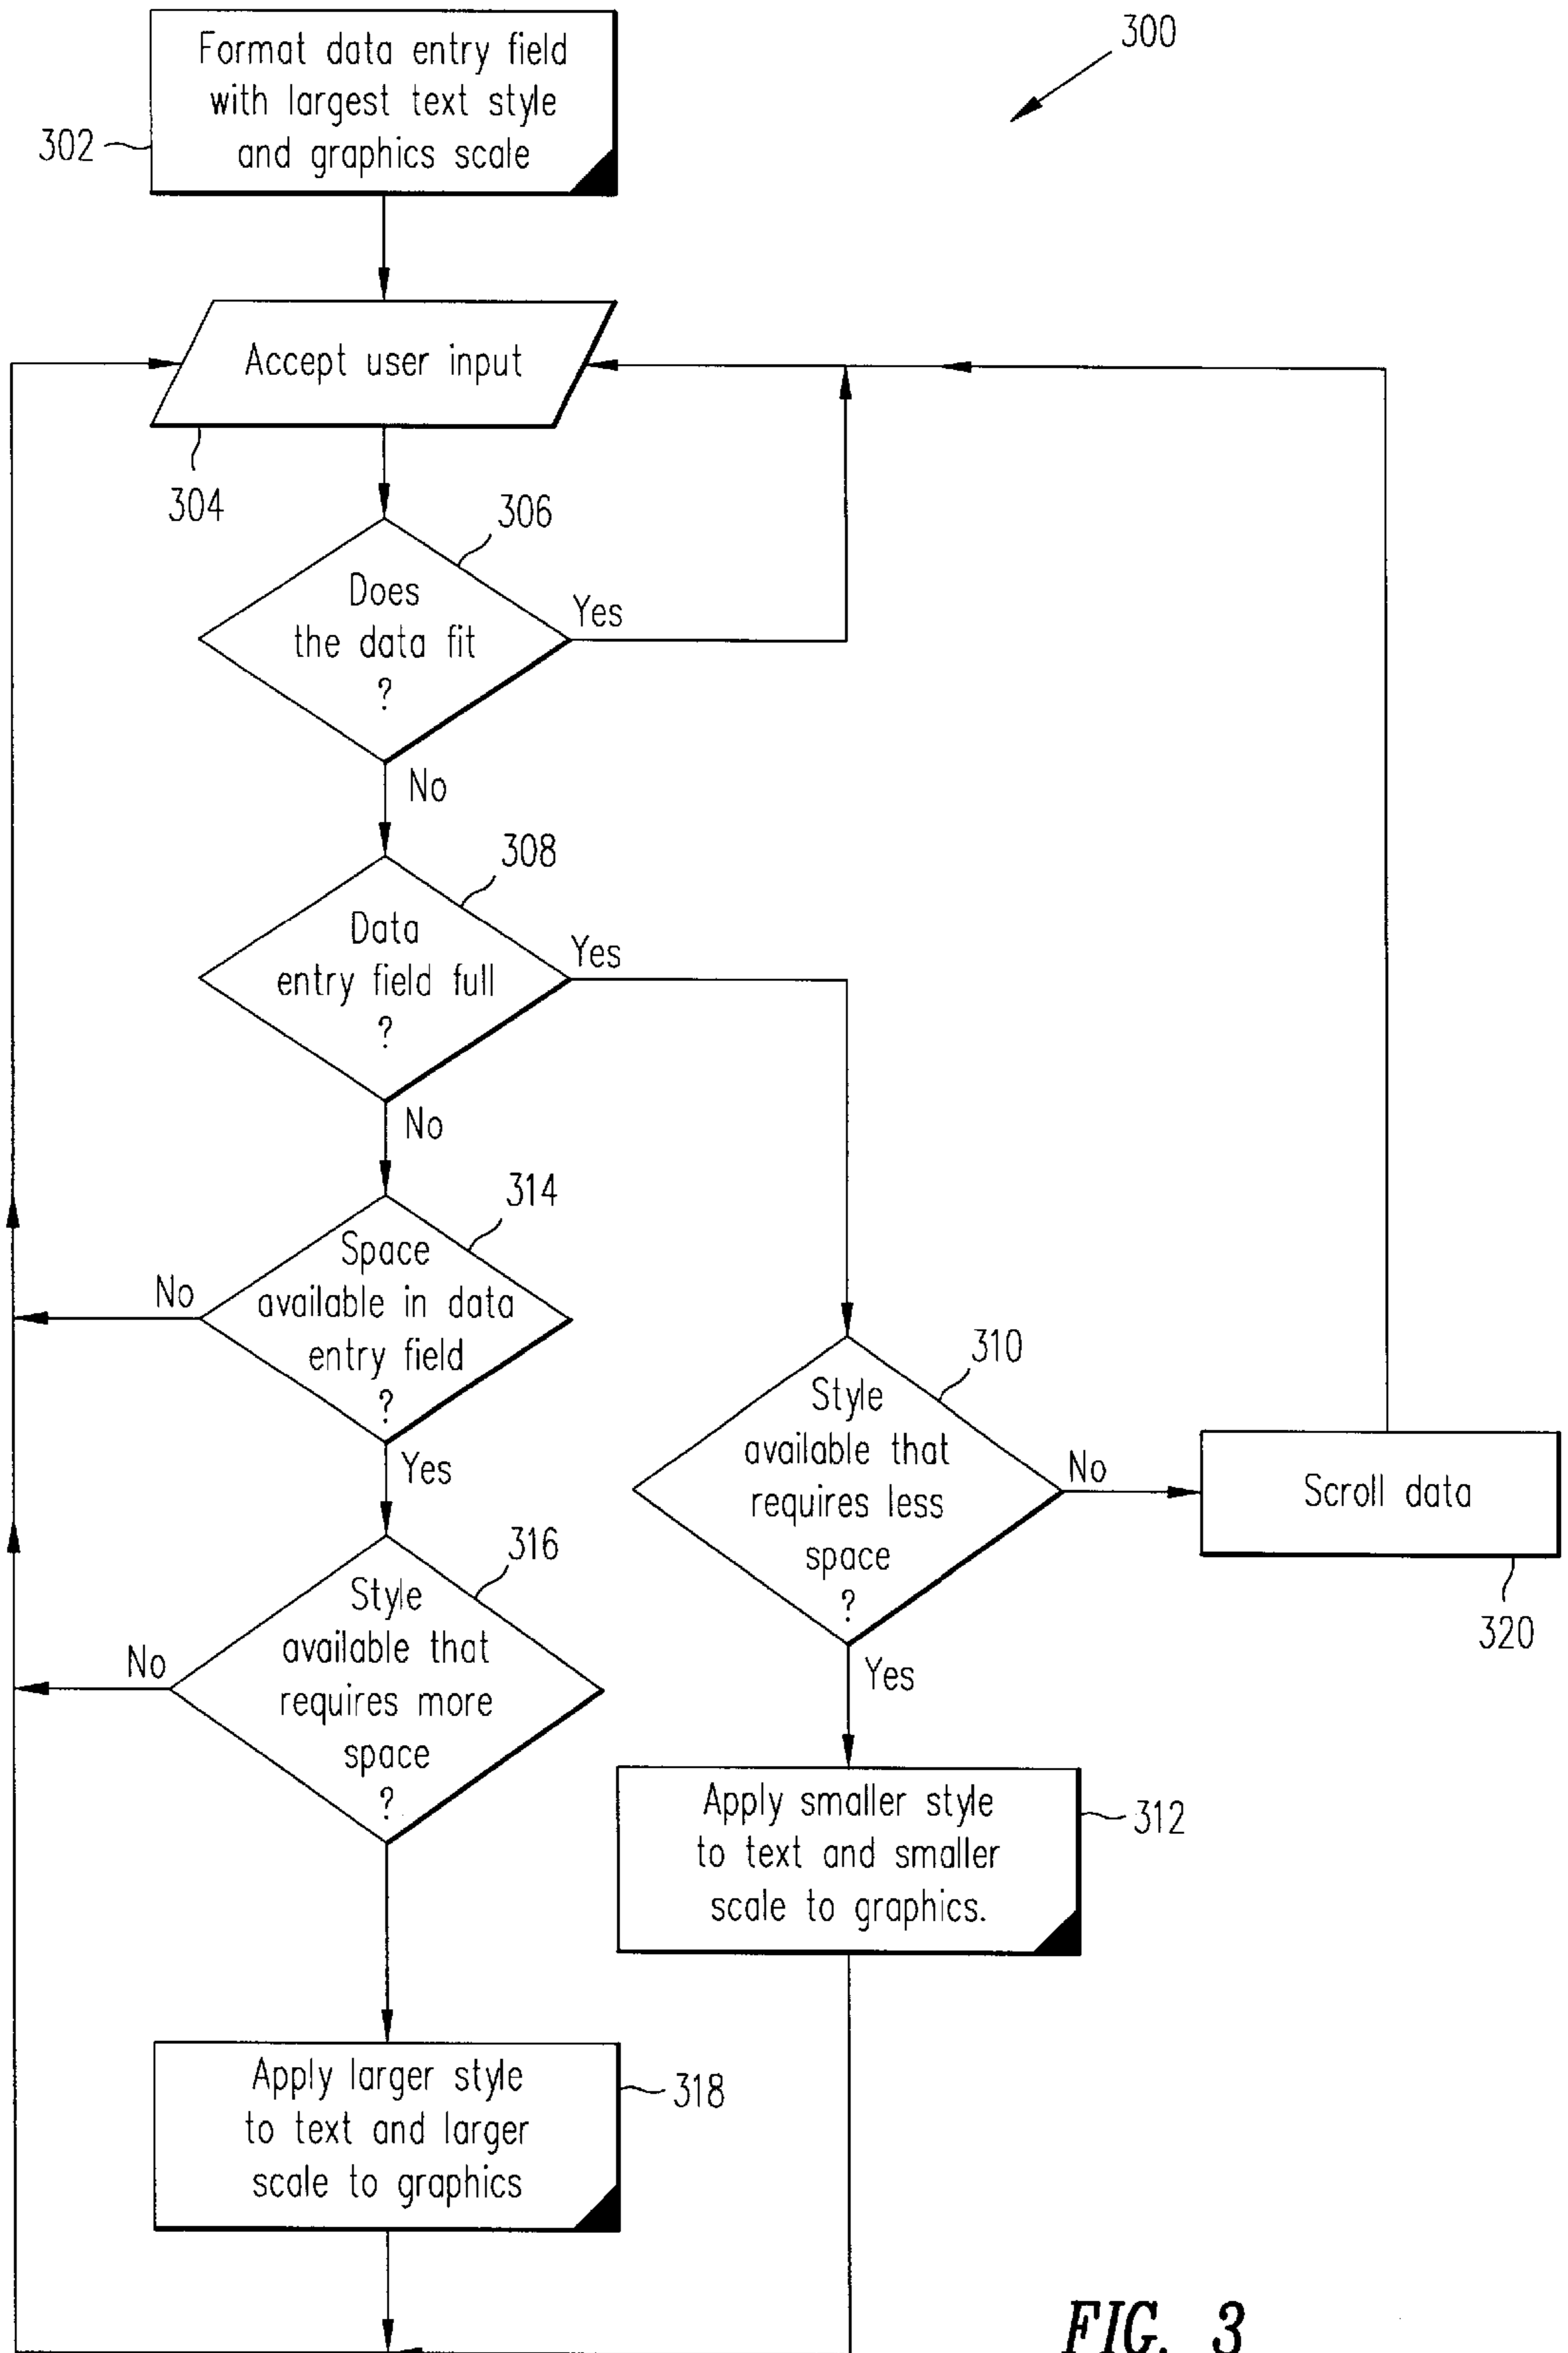 300
Format data entry field
with largest text style
and graphics scale
302
Accept user input
304
306
Does
the data fit
?
Yes
No
308
Data
entry field full
?
Yes
No
314
Space
available in data
entry field
?
No
Yes
310
Style
available that
requires less
space
?
No
Yes
Scroll data
320
316
Style
available that
requires more
space
?
No
Apply smaller style
to text and smaller
scale to graphics.
312
Apply larger style
to text and larger
scale to graphics
318
FIG. 3